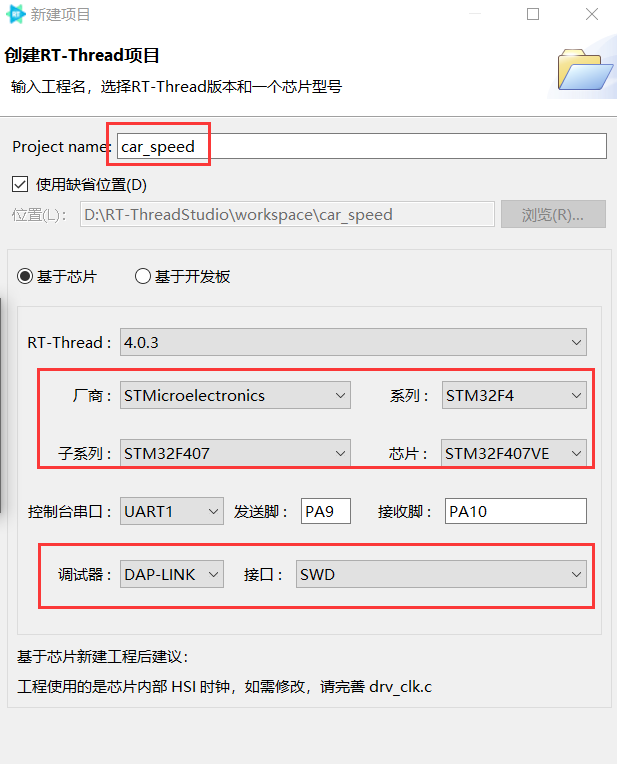 新建项目
创建RT-Thread项目
输入工程名，选择RT-Thread版本和一个芯片型号
Project name: car_speed
使用缺省位置(D)
位置(L): D:\RT-ThreadStudio\workspace\car_speed 浏览(R)...
基于芯片 基于开发板
RT-Thread : 4.0.3
厂商 : STMicroelectronics 系列 : STM32F4
子系列 : STM32F407 芯片 : STM32F407VE
控制台串口 : UART1 发送脚 : PA9 接收脚 : PA10
调试器 : DAP-LINK 接口 : SWD
基于芯片新建工程后建议:
工程使用的是芯片内部 HSI 时钟，如需修改，请完善 drv_clk.c